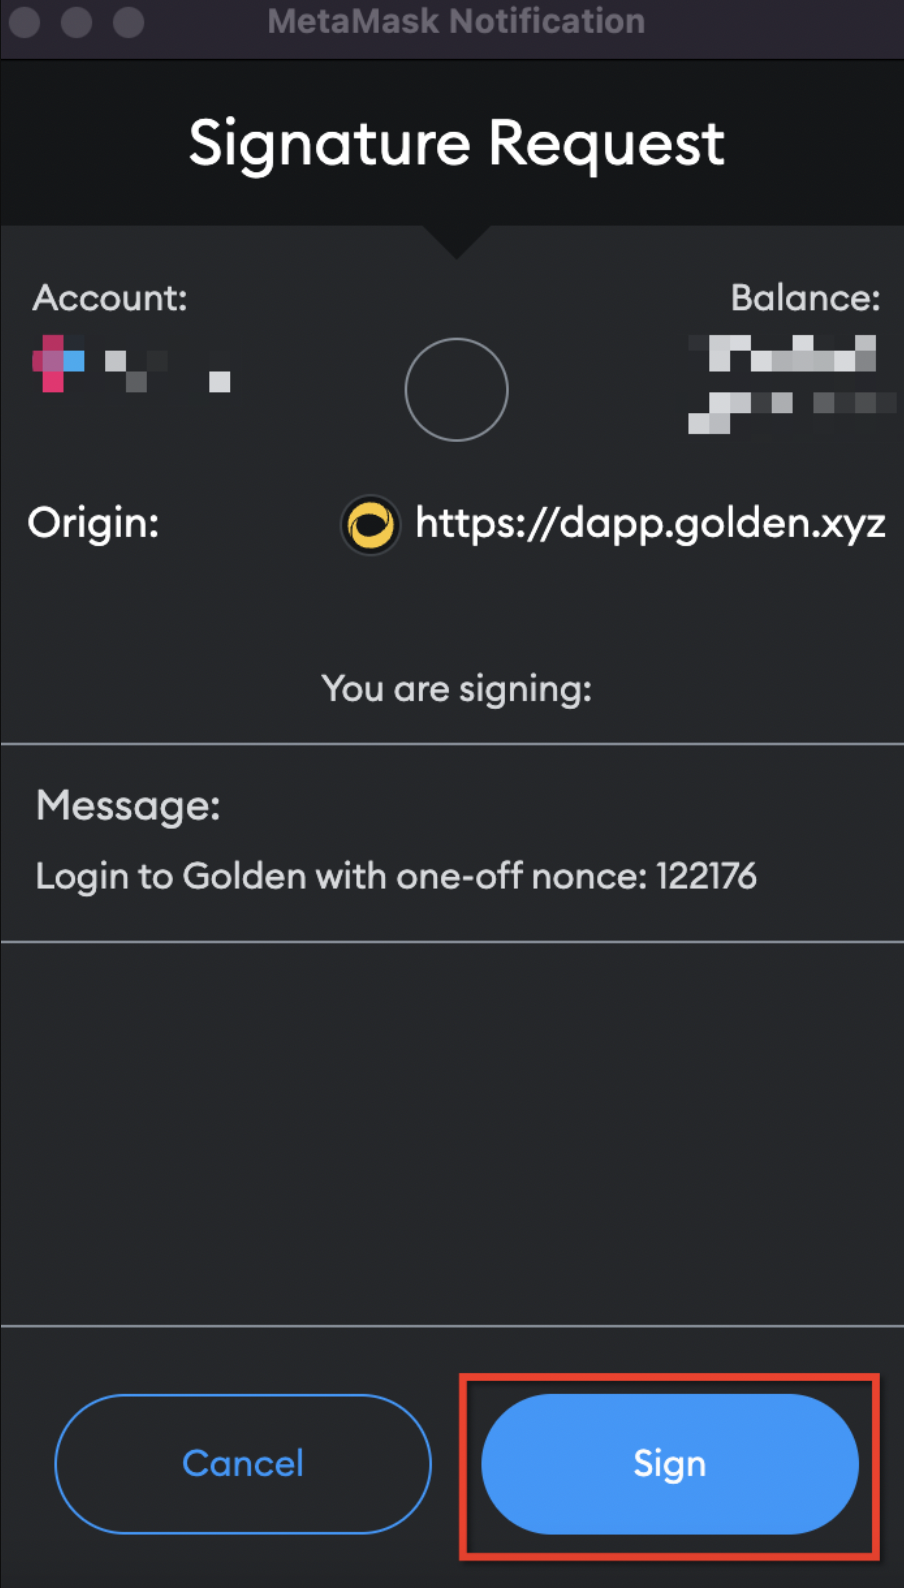 MetaMask Notification
Signature Request
Account:
Balance:
Origin:
https://dapp.golden.xyz
You are signing:
Message:
Login to Golden with one-off nonce: 122176
Cancel
Sign